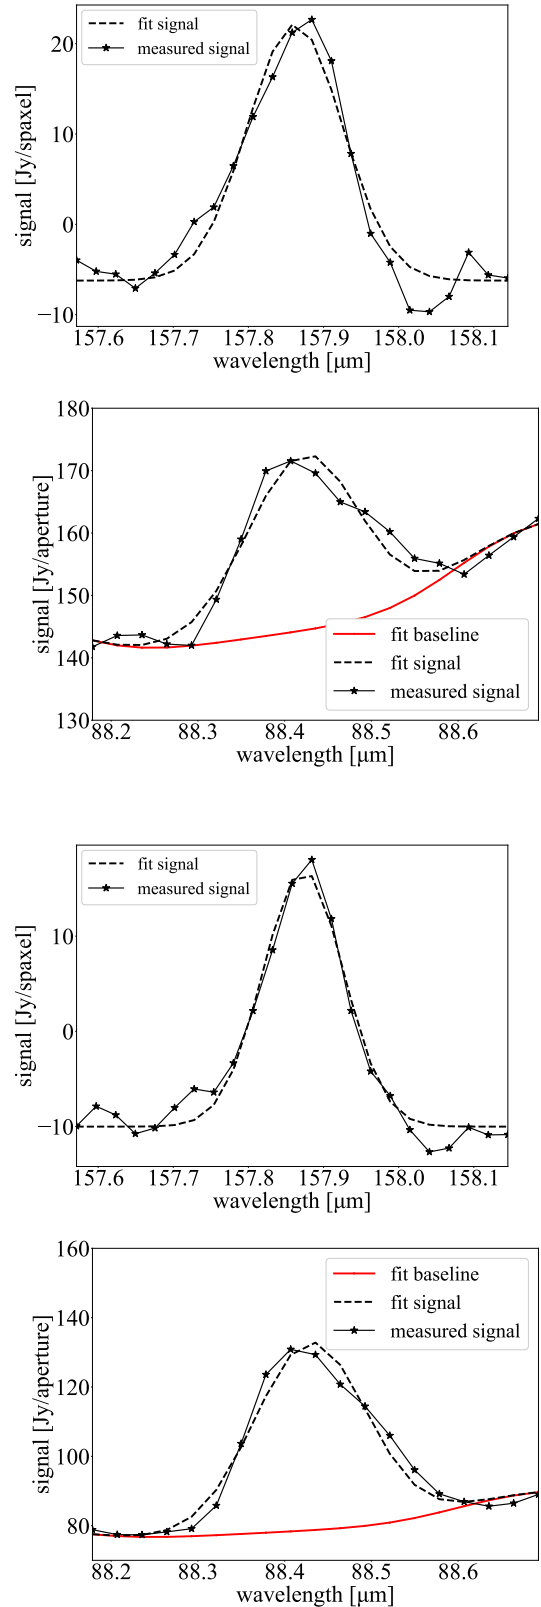 fit signal
measured signal
20
10
0
−10
signal [Jy/spaxel]
157.6 157.7 157.8 157.9 158.0 158.1
wavelength [μm]
180
170
160
150
140
130
signal [Jy/aperture]
fit baseline
fit signal
measured signal
88.2 88.3 88.4 88.5 88.6
wavelength [μm]
fit signal
measured signal
10
0
−10
signal [Jy/spaxel]
157.6 157.7 157.8 157.9 158.0 158.1
wavelength [μm]
160
140
120
100
80
signal [Jy/aperture]
fit baseline
fit signal
measured signal
88.2 88.3 88.4 88.5 88.6
wavelength [μm]